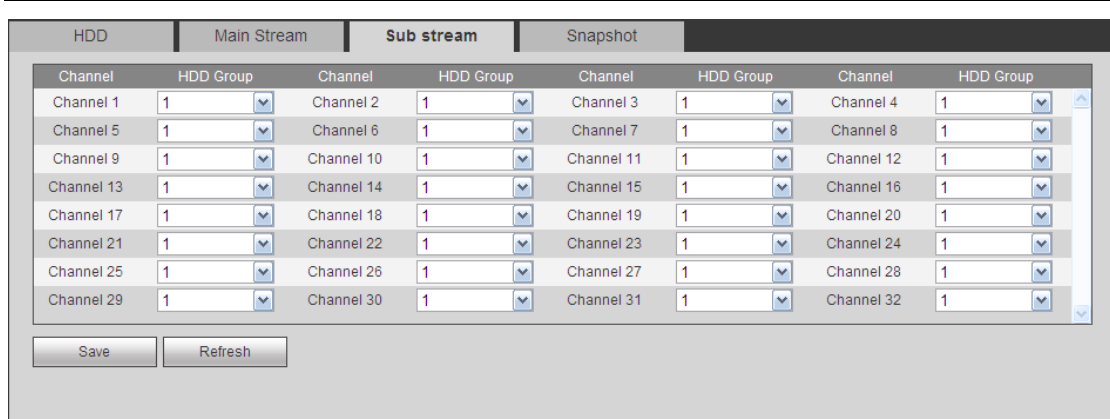 HDD Main Stream Sub stream Snapshot
Channel HDD Group Channel HDD Group Channel HDD Group Channel HDD Group
Channel 1 1 Channel 2 1 Channel 3 1 Channel 4 1
Channel 5 1 Channel 6 1 Channel 7 1 Channel 8 1
Channel 9 1 Channel 10 1 Channel 11 1 Channel 12 1
Channel 13 1 Channel 14 1 Channel 15 1 Channel 16 1
Channel 17 1 Channel 18 1 Channel 19 1 Channel 20 1
Channel 21 1 Channel 22 1 Channel 23 1 Channel 24 1
Channel 25 1 Channel 26 1 Channel 27 1 Channel 28 1
Channel 29 1 Channel 30 1 Channel 31 1 Channel 32 1
Save Refresh